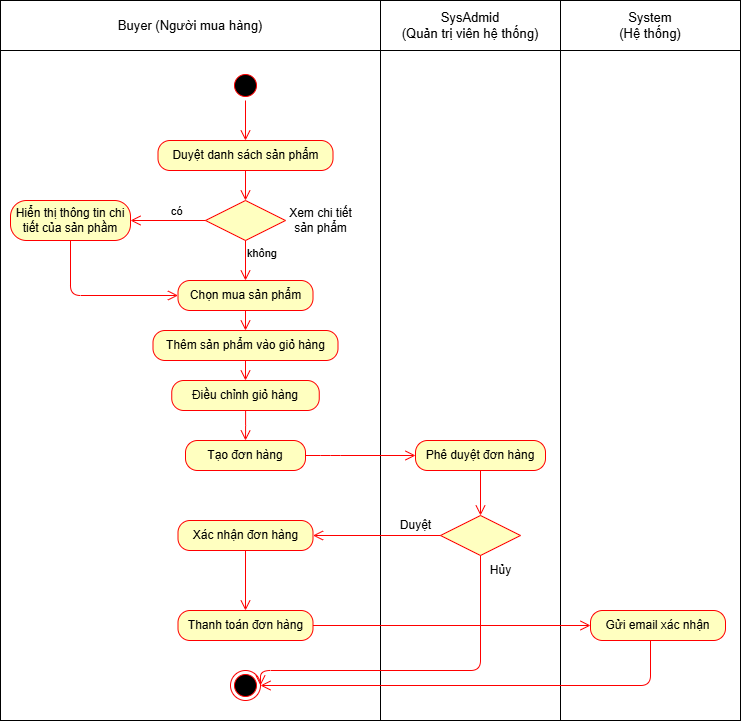 Buyer (Người mua hàng)
SysAdmid
(Quản trị viên hệ thống)
System
(Hệ thống)
Duyệt danh sách sản phẩm
Xem chi tiết
sản phẩm
có
Hiển thị thông tin chi
tiết của sản phầm
không
Chọn mua sản phẩm
Thêm sản phẩm vào giỏ hàng
Điều chỉnh giỏ hàng
Tạo đơn hàng
Phê duyệt đơn hàng
Duyệt
Xác nhận đơn hàng
Hủy
Thanh toán đơn hàng
Gửi email xác nhận